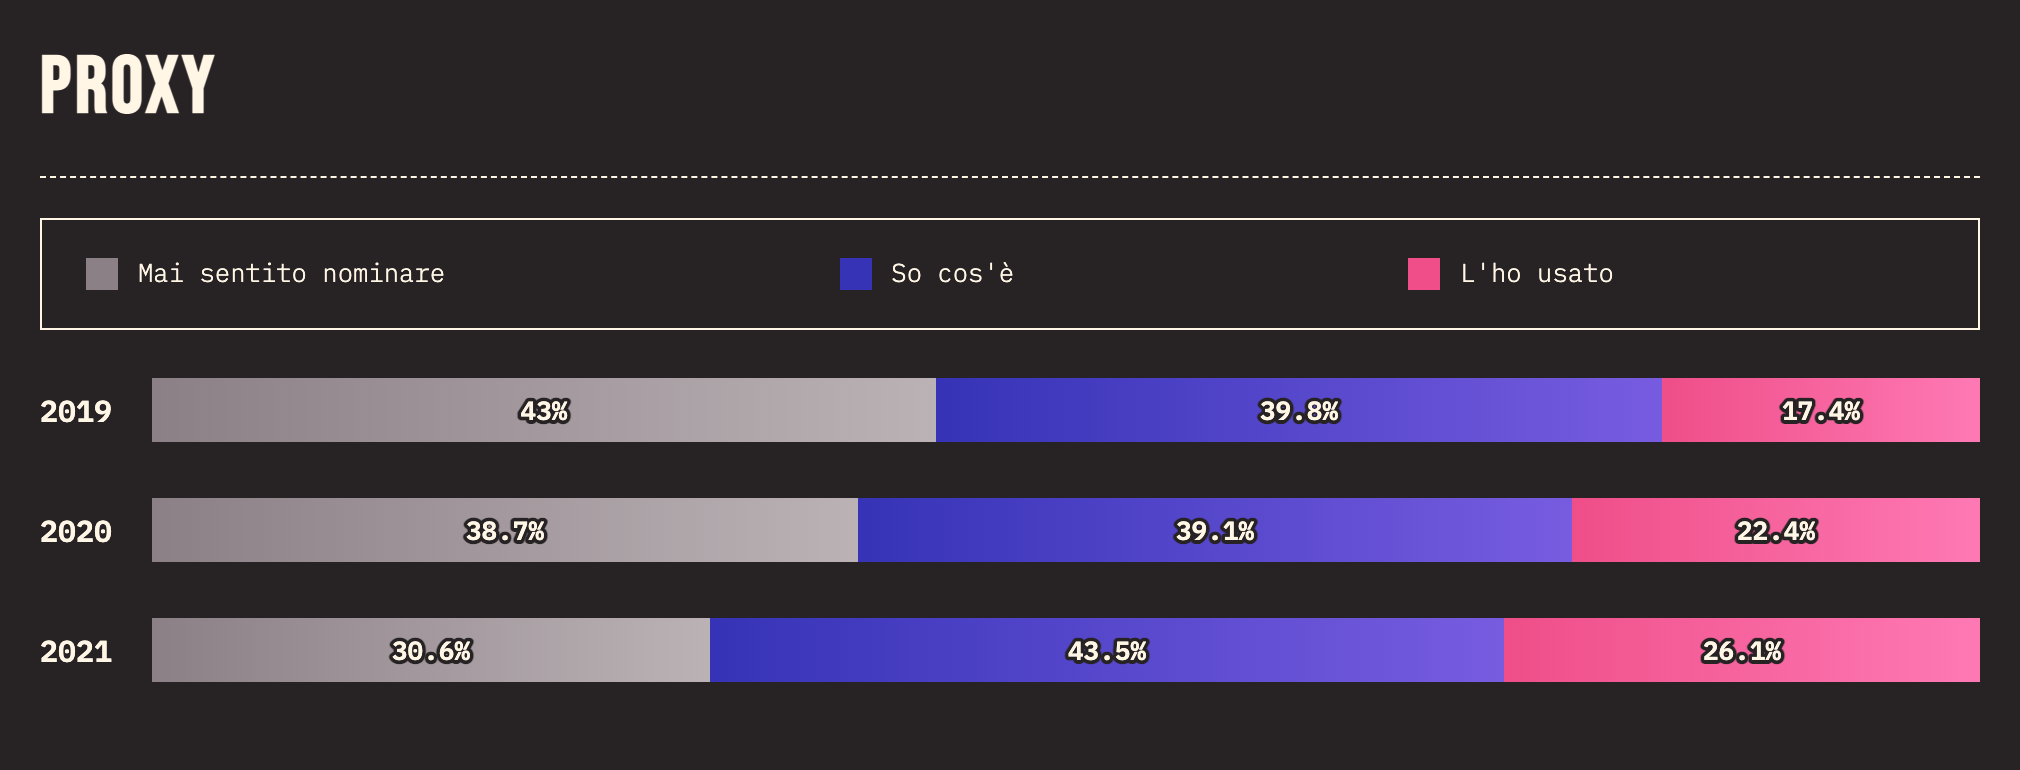 PROXY
Mai sentito nominare So cos'è L'ho usato
2019 43% 39.8% 17.4%
2020 38.7% 39.1% 22.4%
2021 30.6% 43.5% 26.1%